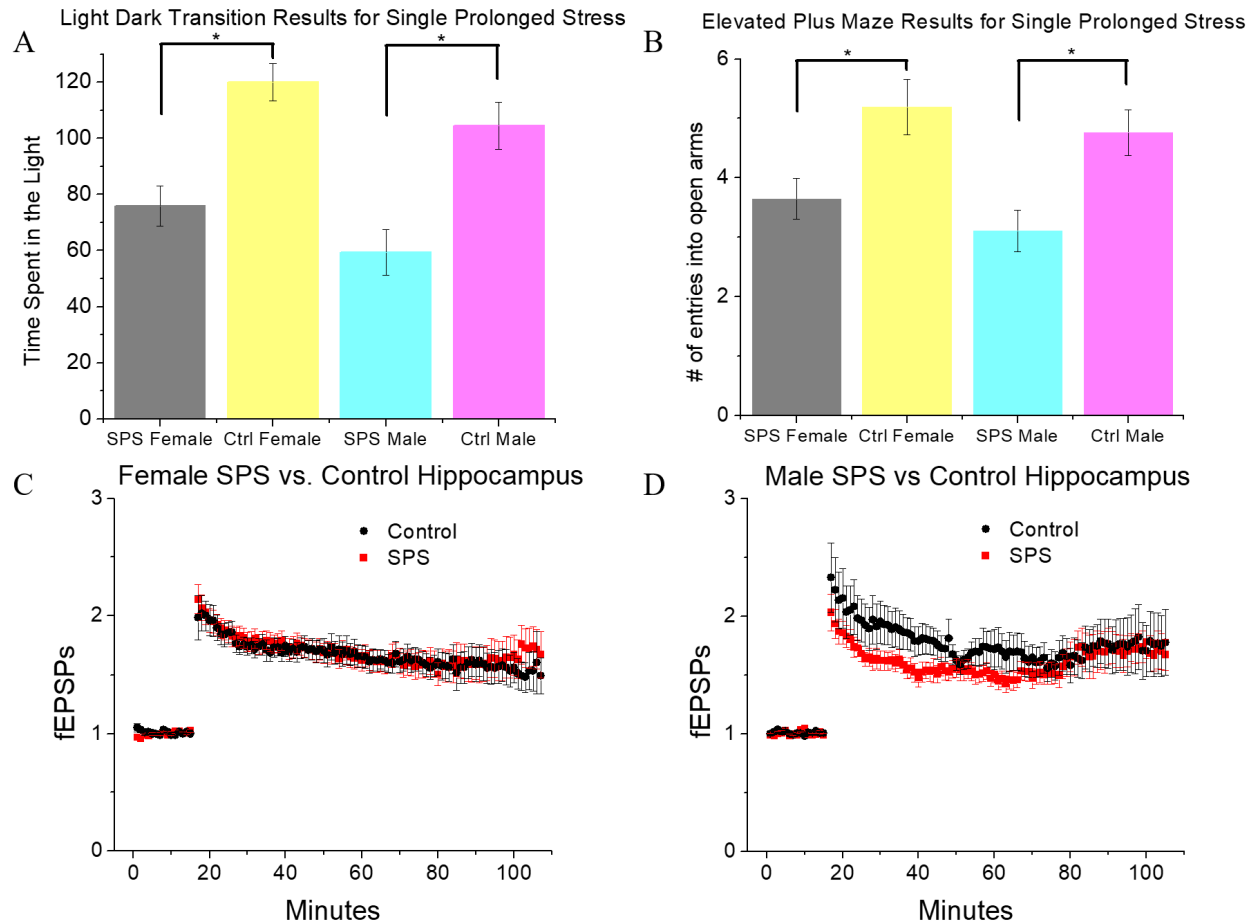 A
Light Dark Transition Results for Single Prolonged Stress
*
*
Time Spent in the Light
120
100
80
60
40
20
0
SPS Female
Ctrl Female
SPS Male
Ctrl Male
B
Elevated Plus Maze Results for Single Prolonged Stress
*
*
# of entries into open arms
6
4
2
0
SPS Female
Ctrl Female
SPS Male
Ctrl Male
C
Female SPS vs. Control Hippocampus
Control
SPS
fEPSPs
3
2
1
0
0
20
40
60
80
100
Minutes
D
Male SPS vs Control Hippocampus
Control
SPS
fEPSPs
3
2
1
0
0
20
40
60
80
100
Minutes